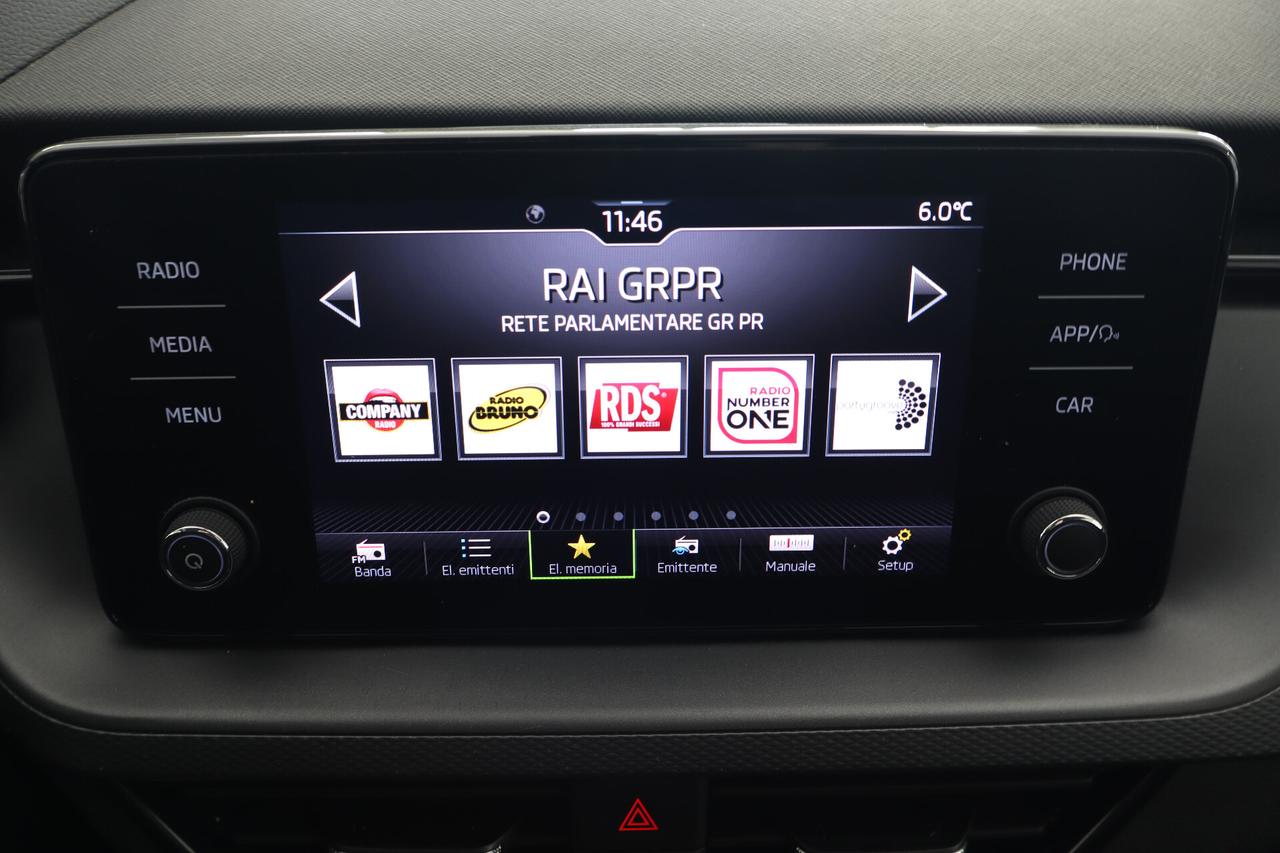 11:46
6.0°C
RADIO
MEDIA
MENU
RAI GRPR
RETE PARLAMENTARE GR PR
PHONE
APP/
CAR
COMPANY
RADIO
RADIO
BRUNO
RDS
100% GRANDI SUCCESSI
RADIO
NUMBER
ONE
partygroove
FM
Banda
El. emittenti
El. memoria
Emittente
Manuale
Setup